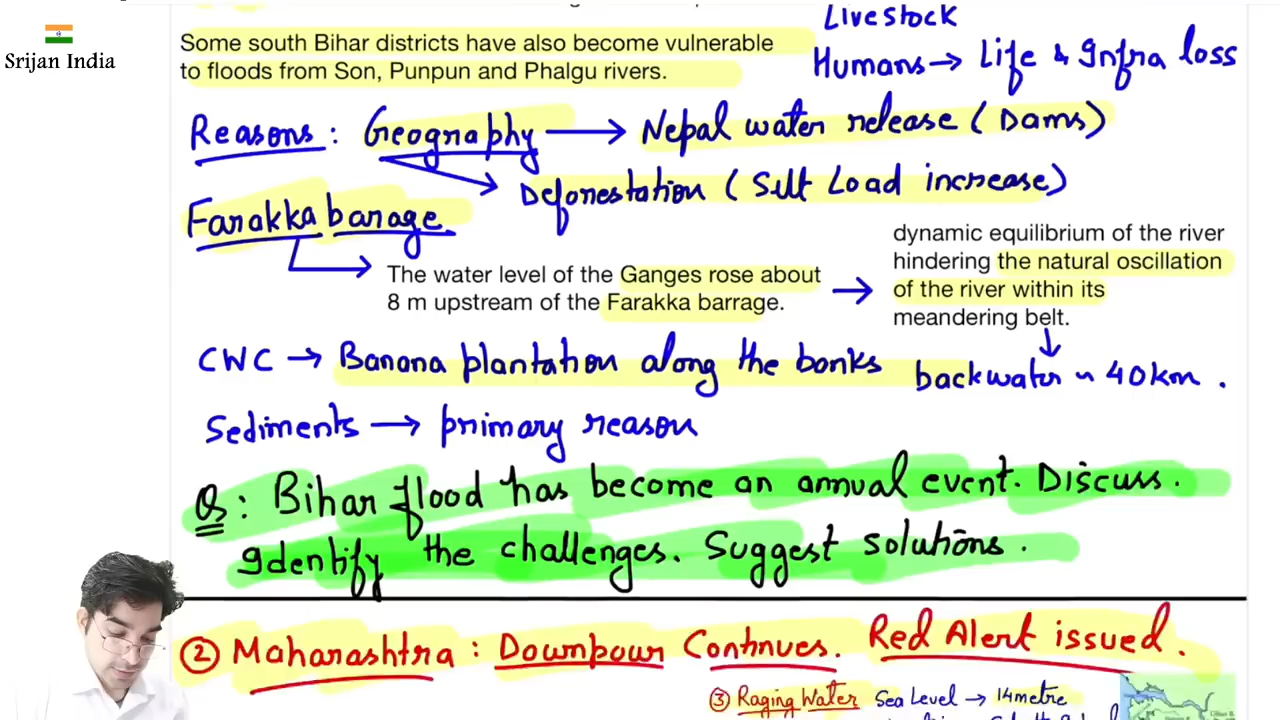 Srijan India
Livestock
Some south Bihar districts have also become vulnerable
to floods from Son, Punpun and Phalgu rivers.
Humans → Life & Infra loss
Reasons : Geography → Nepal water release (Dams)
Deforestation (Silt Load increase)
Farakka barage
The water level of the Ganges rose about
8 m upstream of the Farakka barrage. →
dynamic equilibrium of the river
hindering the natural oscillation
of the river within its
meandering belt.
CWC → Banana plantation along the banks
backwater ~ 40km .
Sediments → primary reason
Q : Bihar flood has become an annual event. Discuss.
Identify the challenges. Suggest solutions.
② Maharashtra : Downpour Continues. Red Alert issued.
③ Raging Water Sea Level → 14metre